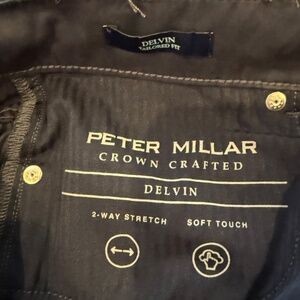 DELVIN
TAILORED FIT
PETER MILLAR
CROWN CRAFTED
DELVIN
2-WAY STRETCH SOFT TOUCH